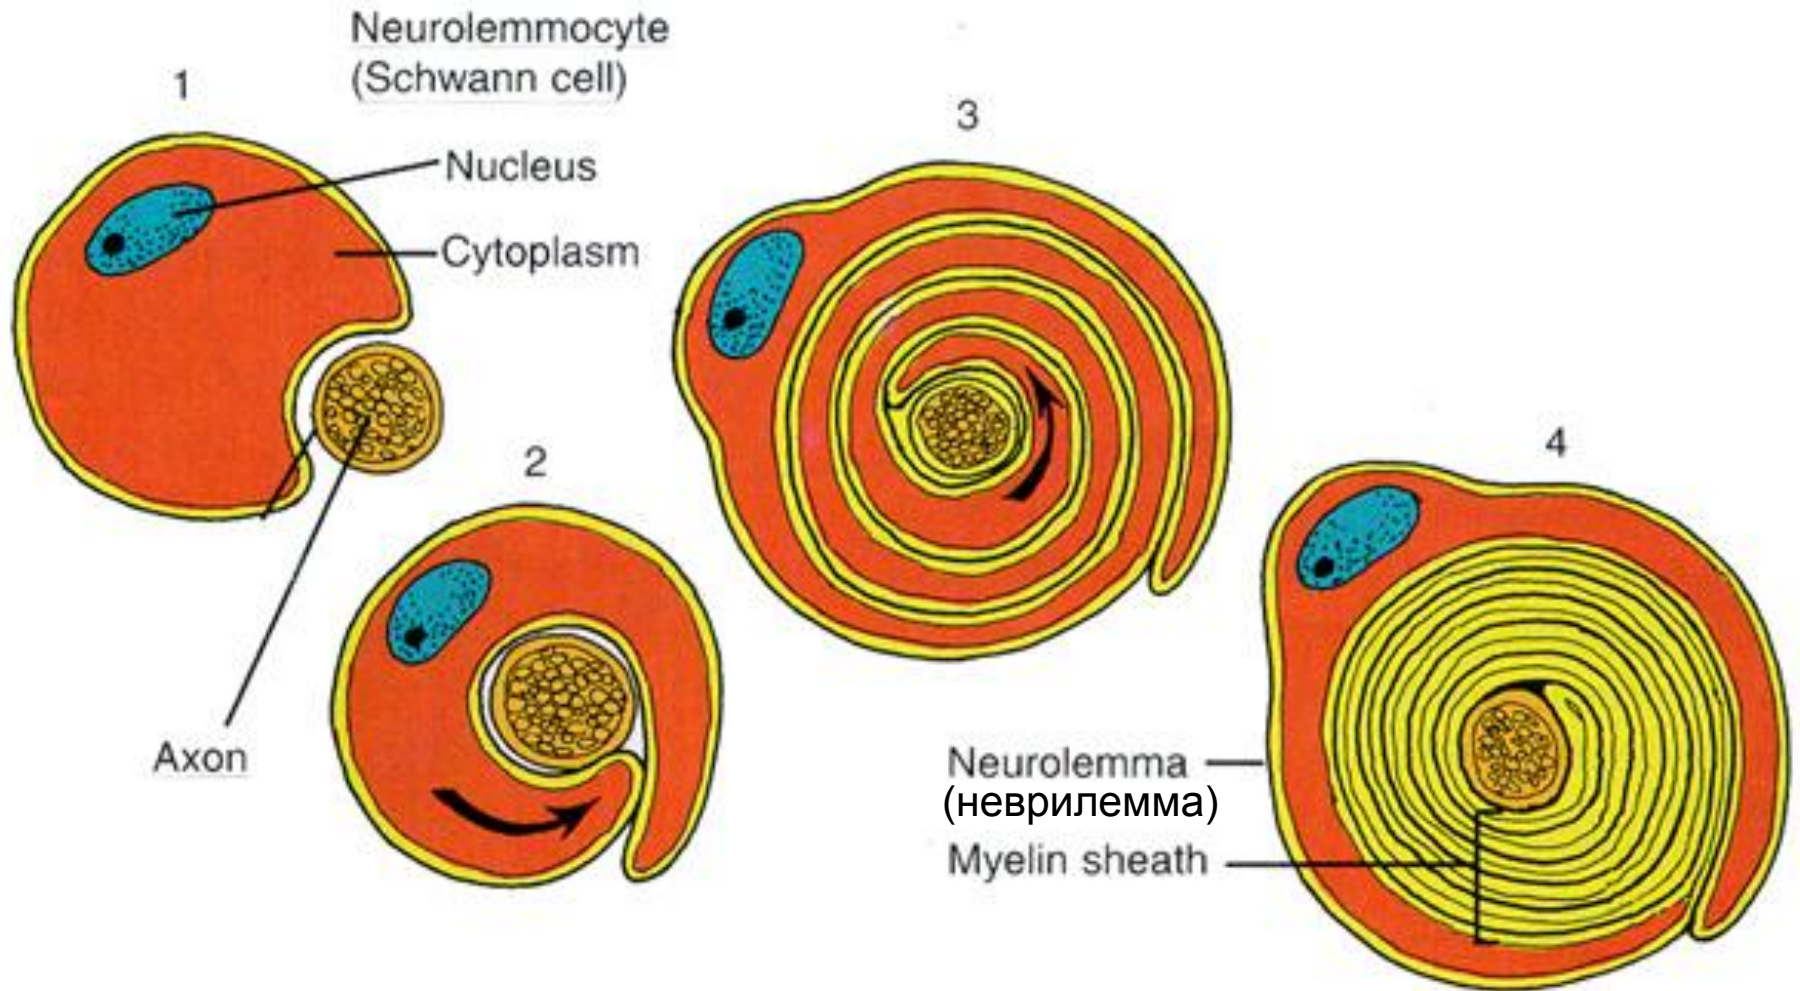 Neurolemmocyte
(Schwann cell)
1
Nucleus
Cytoplasm
Axon
2
3
4
Neurolemma
(неврилемма)
Myelin sheath